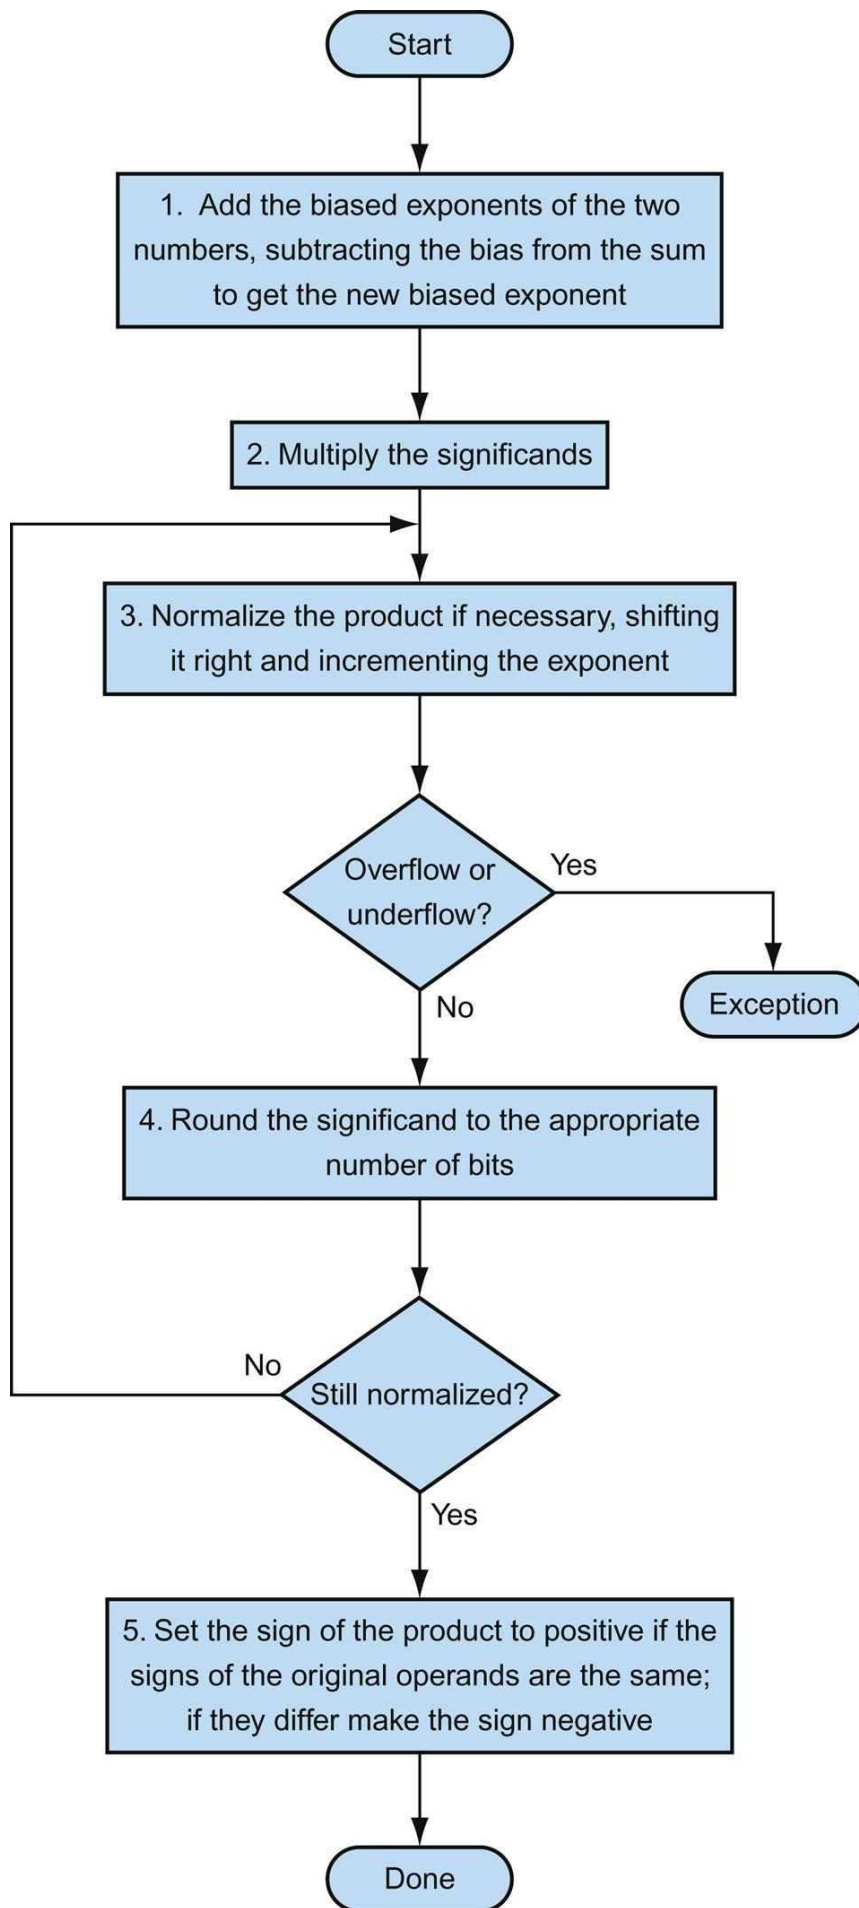 Start
1. Add the biased exponents of the two
numbers, subtracting the bias from the sum
to get the new biased exponent
2. Multiply the significands
3. Normalize the product if necessary, shifting
it right and incrementing the exponent
Overflow or
underflow?
Yes
No
Exception
4. Round the significand to the appropriate
number of bits
No
Still normalized?
Yes
5. Set the sign of the product to positive if the
signs of the original operands are the same;
if they differ make the sign negative
Done